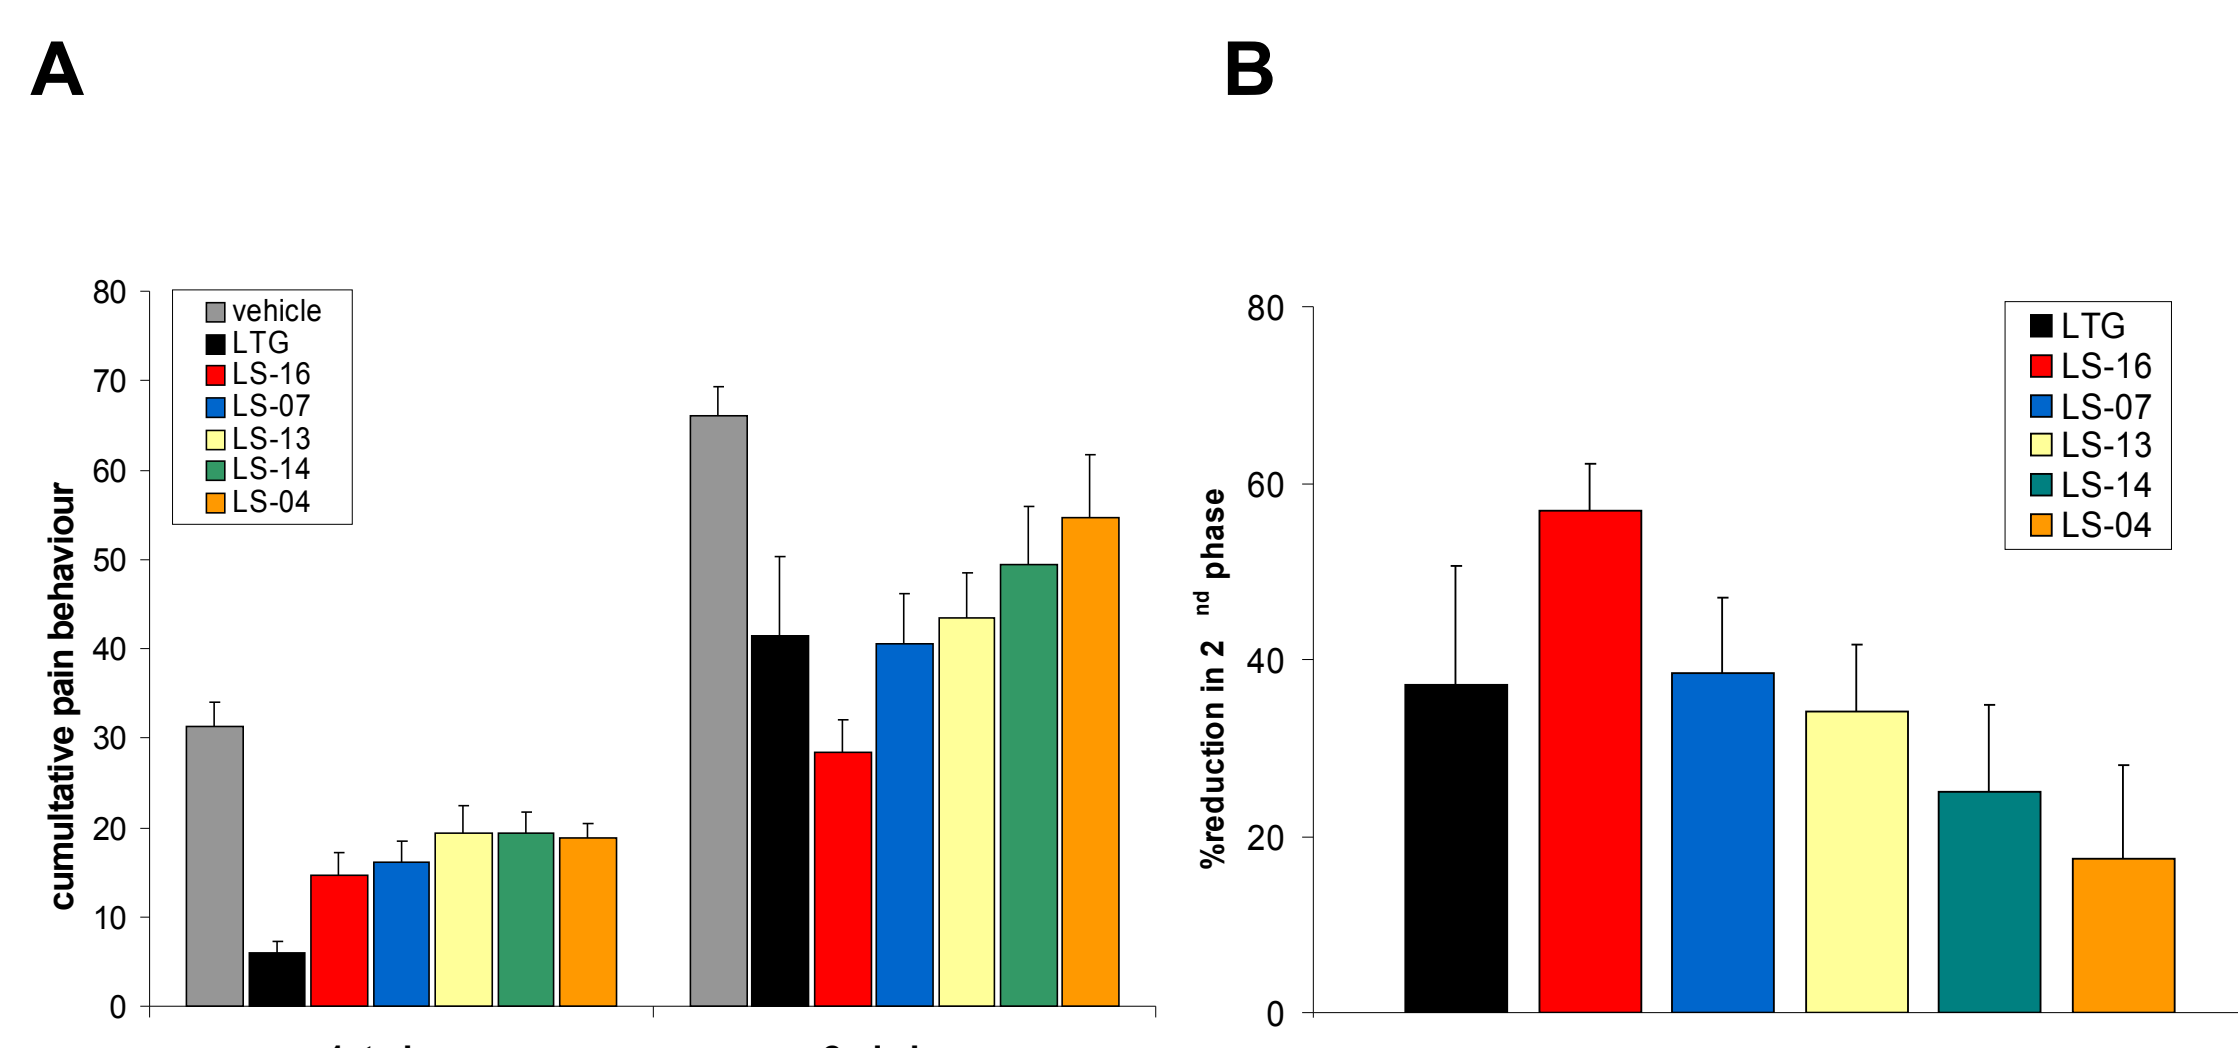 A
B
80
70
60
50
40
30
20
10
0
cumultative pain behaviour
vehicle
LTG
LS-16
LS-07
LS-13
LS-14
LS-04
80
60
40
20
0
%reduction in 2 nd phase
LTG
LS-16
LS-07
LS-13
LS-14
LS-04